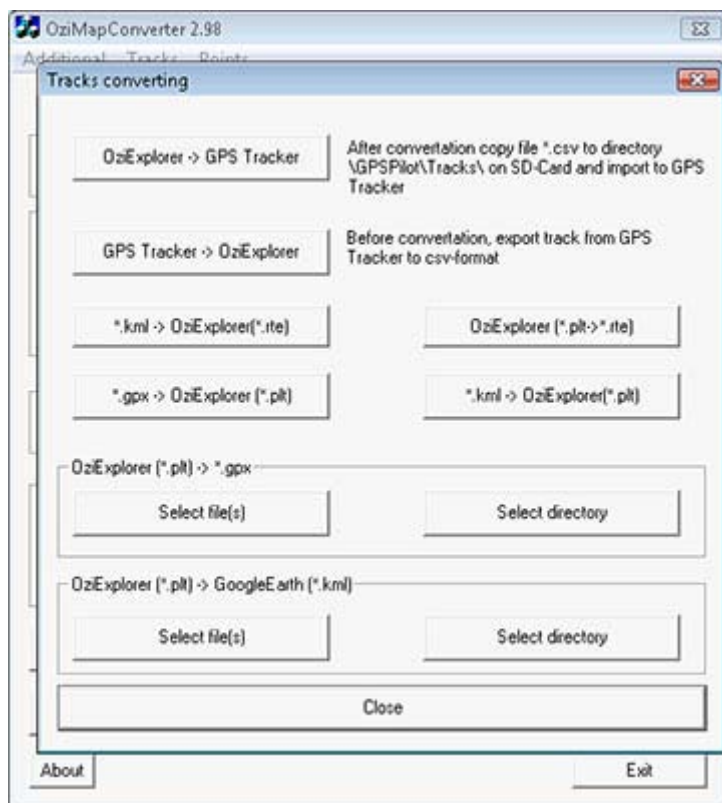 OziMapConverter 2.98
Additional Tracks Points
Tracks converting
OziExplorer -> GPS Tracker
After convertation copy file *.csv to directory
\GPSPilot\Tracks\ on SD-Card and import to GPS
Tracker
GPS Tracker -> OziExplorer
Before convertation, export track from GPS
Tracker to csv-format
*.kml -> OziExplorer(*.rte)
OziExplorer (*.plt->*.rte)
*.gpx -> OziExplorer (*.plt)
*.kml -> OziExplorer(*.plt)
OziExplorer (*.plt) -> *.gpx
Select file(s)
Select directory
OziExplorer (*.plt) -> GoogleEarth (*.kml)
Select file(s)
Select directory
Close
About
Exit